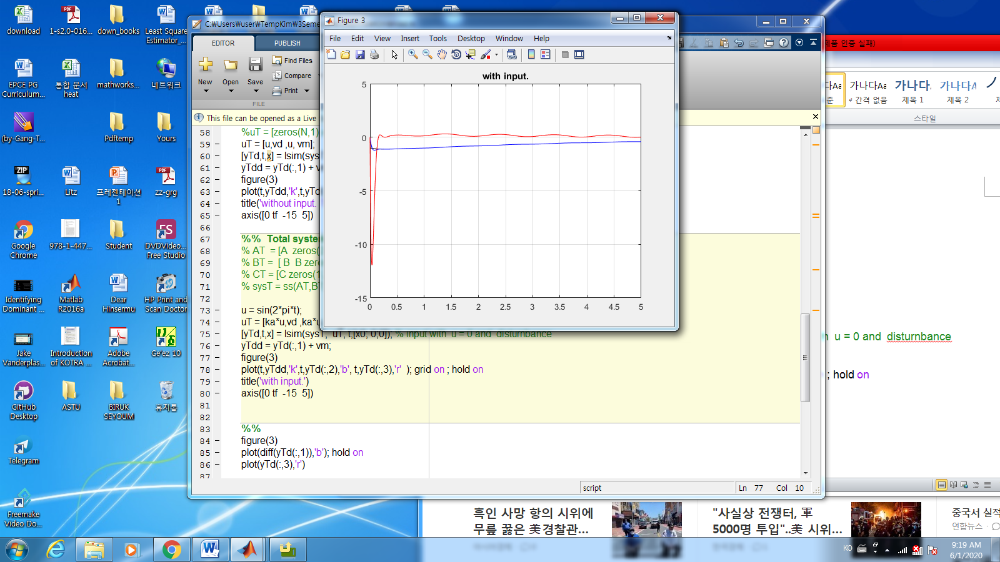 download
1-s2.0-016...
down_books
Least Square Estimator_...
EPCE PG Curriculum...
통합 문서 heat
mathworks...
네트워크
(by-Gang-T...
Pdftemp
Yours
18-06-spri...
Litz
프레젠테이션1
zz-grg
Google Chrome
978-1-447...
Student
DVDVideo... Free Studio
Identifying Dominant ...
Matlab R2016a
Dear Hinsermu
HP Print and Scan Doctor
Jake Vanderplas...
Introduction of KOTRA ...
Adobe Acrobat...
Ge'ez 10
GitHub Desktop
ASTU
BIRUK SEYOUM
휴지통
Telegram
Freemake Video Do...
C:₩Users₩user₩TempKim₩3Seme
EDITOR
PUBLISH
New
Open
Save
Find Files
Compare
Print
FILE
This file can be opened as a Live
58 %uT = [zeros(N,1)
59 uT = [u,vd ,u, vm];
60 [yTd,t,x] = lsim(sys
61 yTdd = yTd(:,1) + v
62 figure(3)
63 plot(t,yTdd,'k',t,yTd
64 title('without input.
65 axis([0 tf -15 5])
66
67 %% Total system
68 % AT = [A zeros(
69 % BT = [ B B zer
70 % CT = [C zeros(1
71 % sysT = ss(AT,BT
72
73 u = sin(2*pi*t);
74 uT = [ka*u,vd ,ka*u
75 [yTd,t,x] = lsim(sysT, uT, t,[x0; 0;0]); % input with u = 0 and disturnbance
76 yTdd = yTd(:,1) + vm;
77 figure(3)
78 plot(t,yTdd,'k',t,yTd(:,2),'b', t,yTd(:,3),'r' ); grid on ; hold on
79 title('with input.')
80 axis([0 tf -15 5])
81
82
83 %%
84 figure(3)
85 plot(diff(yTd(:,1)),'b'); hold on
86 plot(yTd(:,3),'r')
87
script
Ln 77 Col 10
Figure 3
File Edit View Insert Tools Desktop Window Help
with input.
5
0
-5
-10
-15
0 0.5 1 1.5 2 2.5 3 3.5 4 4.5 5
제품 인증 실패)
가나다Aa
↵ 간격 없음
가나다
제목 1
가나다
제목 2
스타일
u = 0 and disturnbance
; hold on
흑인 사망 항의 시위에
무릎 꿇은 美경찰관...
"사실상 전쟁터, 軍
5000명 투입"..美 시위...
중국서 실적
연합뉴스
KO
9:19 AM
6/1/2020